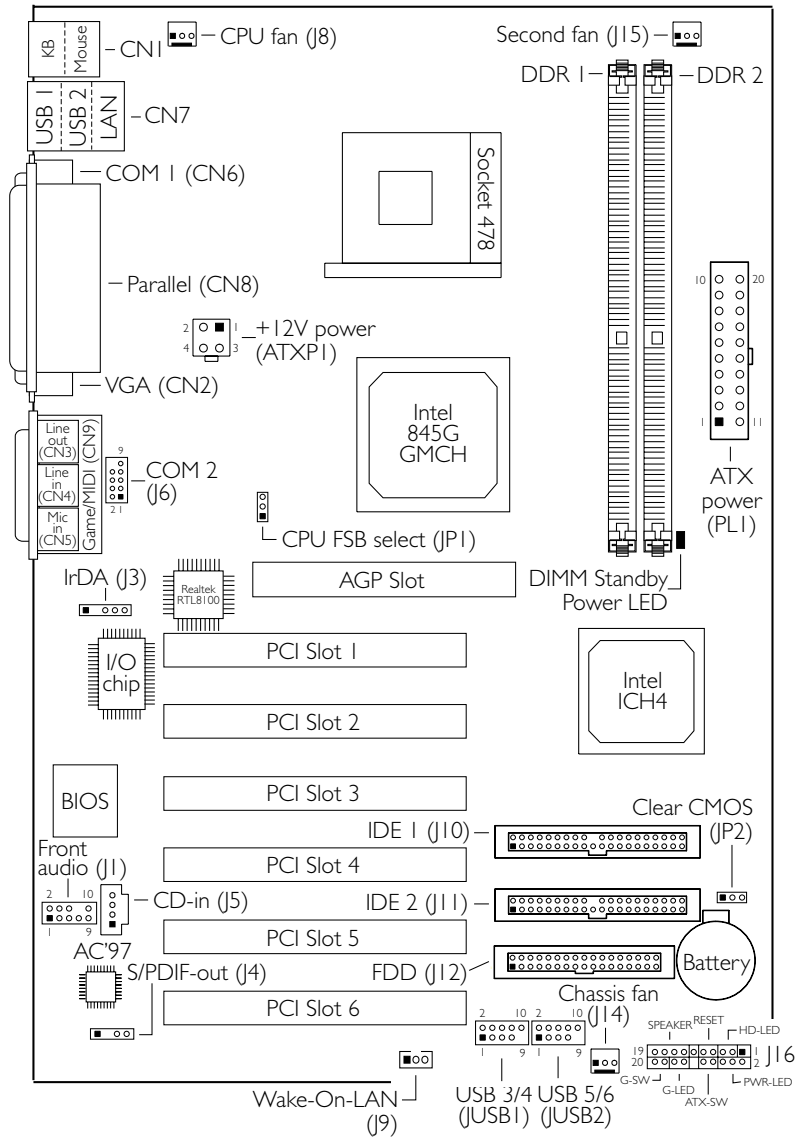 KB
Mouse
CN1
CPU fan (J8)
Second fan (J15)
DDR 1
DDR 2
USB 1
USB 2
LAN
CN7
COM 1 (CN6)
Socket 478
Parallel (CN8)
10
20
2
1
4
3
+12V power
(ATXP1)
VGA (CN2)
Intel
845G
GMCH
1
11
ATX
power
(PL1)
Line
out
(CN3)
Line
in
(CN4)
Mic
in
(CN5)
Game/MIDI (CN9)
9
2 1
COM 2
(J6)
CPU FSB select (JP1)
IrDA (J3)
Realtek
RTL8100
AGP Slot
DIMM Standby
Power LED
I/O
chip
PCI Slot 1
Intel
ICH4
PCI Slot 2
BIOS
PCI Slot 3
Clear CMOS
(JP2)
IDE 1 (J10)
Front
audio (J1)
2
10
1
9
PCI Slot 4
CD-in (J5)
IDE 2 (J11)
PCI Slot 5
AC'97
S/PDIF-out (J4)
FDD (J12)
Battery
PCI Slot 6
Chassis fan
(J14)
2
10
1
9
2
10
1
9
SPEAKER
RESET
HD-LED
19
1
20
2
J16
G-SW
G-LED
ATX-SW
PWR-LED
Wake-On-LAN
(J9)
USB 3/4
(JUSB1)
USB 5/6
(JUSB2)